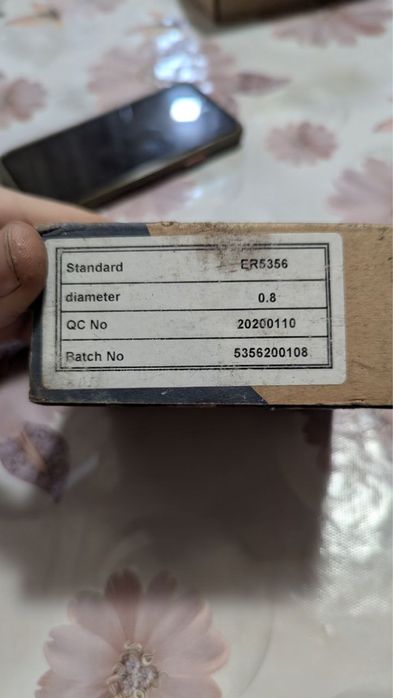 Standard ER5356
diameter 0.8
QC No 20200110
Batch No 5356200108